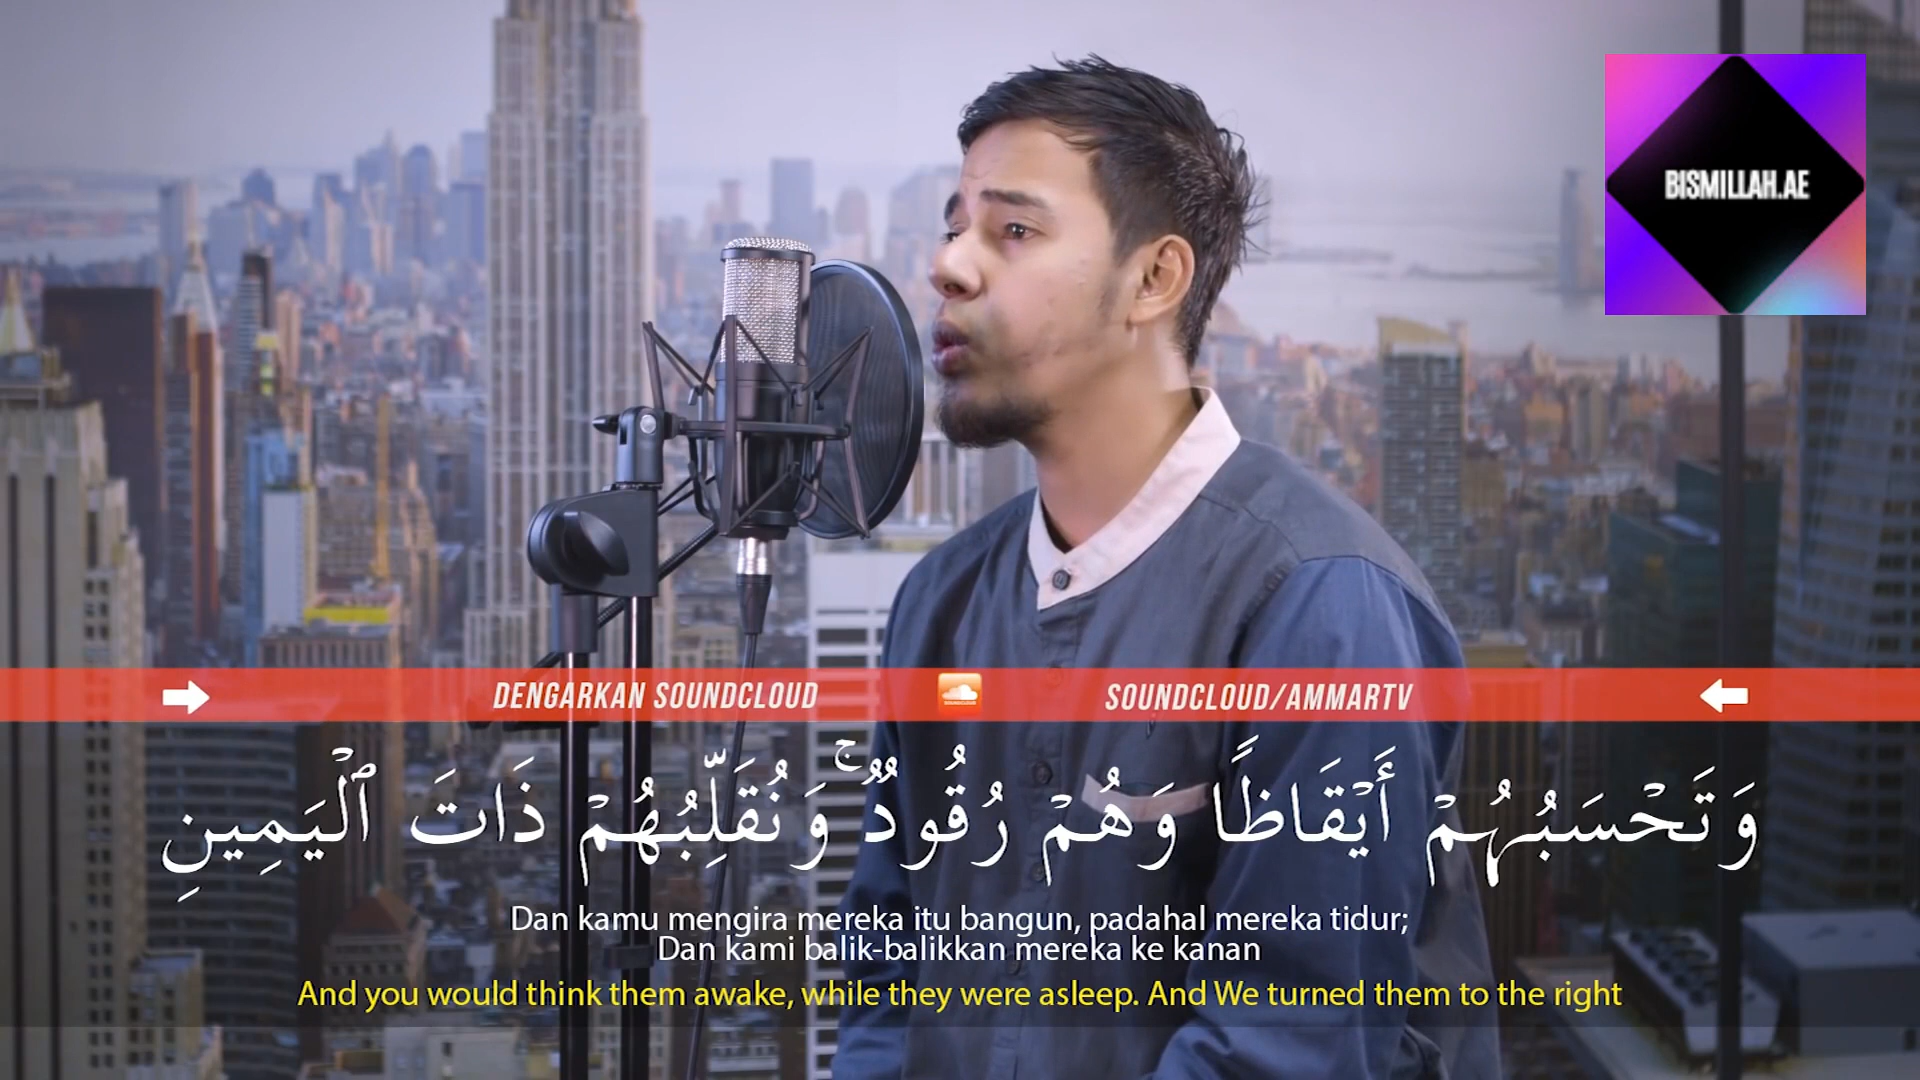 BISMILLAH.AE
DENGARKAN SOUNDCLOUD
SOUNDCLOUD/AMMARTV
وَتَحْسَبُهُمْ أَيْقَاظًا وَهُمْ رُقُودٌ ۚ وَنُقَلِّبُهُمْ ذَاتَ ٱلْيَمِينِ
Dan kamu mengira mereka itu bangun, padahal mereka tidur;
Dan kami balik-balikkan mereka ke kanan
And you would think them awake, while they were asleep. And We turned them to the right